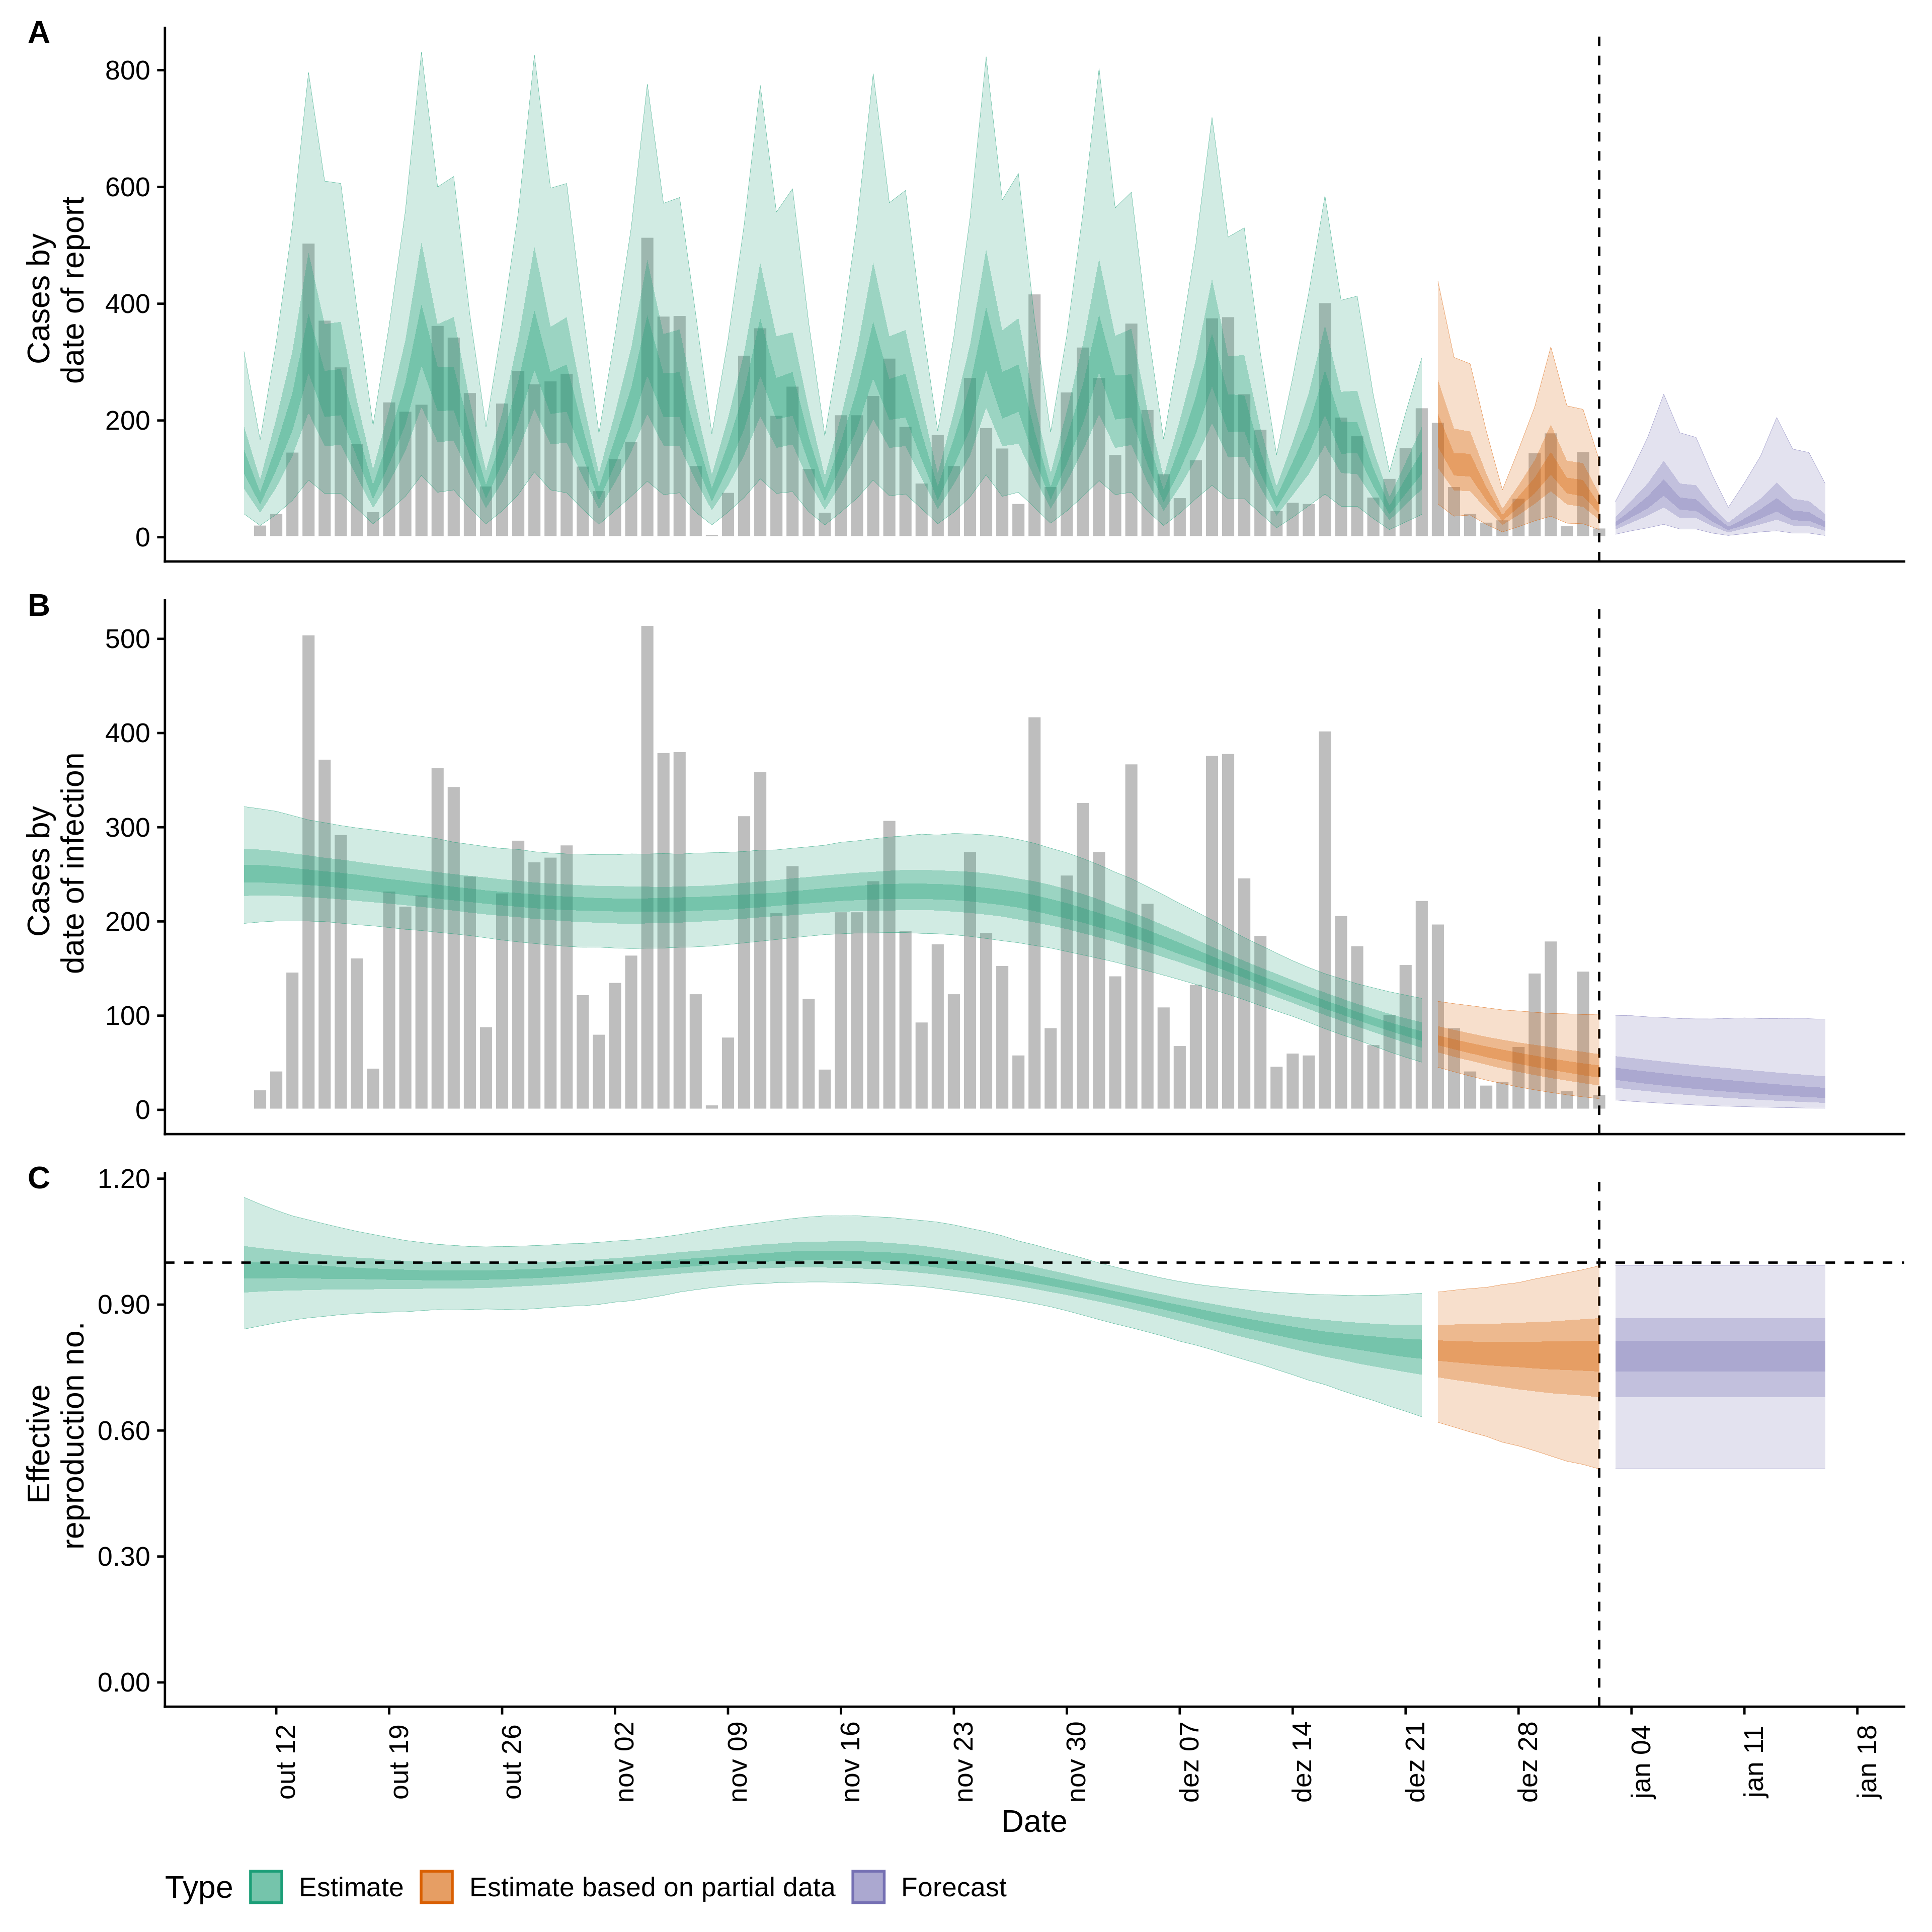 A
800
600
400
200
0
Cases by
date of report
B
500
400
300
200
100
0
Cases by
date of infection
C
1.20
0.90
0.60
0.30
0.00
Effective
reproduction no.
out 12
out 19
out 26
nov 02
nov 09
nov 16
nov 23
nov 30
dez 07
dez 14
dez 21
dez 28
jan 04
jan 11
jan 18
Date
Type Estimate Estimate based on partial data Forecast